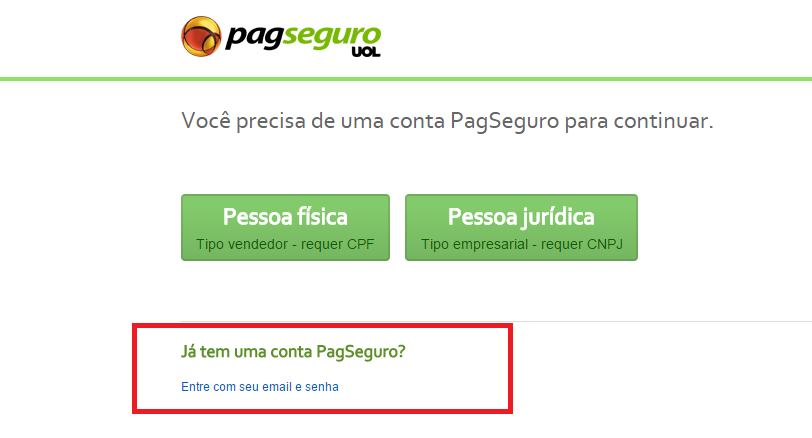 pagseguro
UOL
Você precisa de uma conta PagSeguro para continuar.
Pessoa física
Tipo vendedor - requer CPF
Pessoa jurídica
Tipo empresarial - requer CNPJ
Já tem uma conta PagSeguro?
Entre com seu email e senha